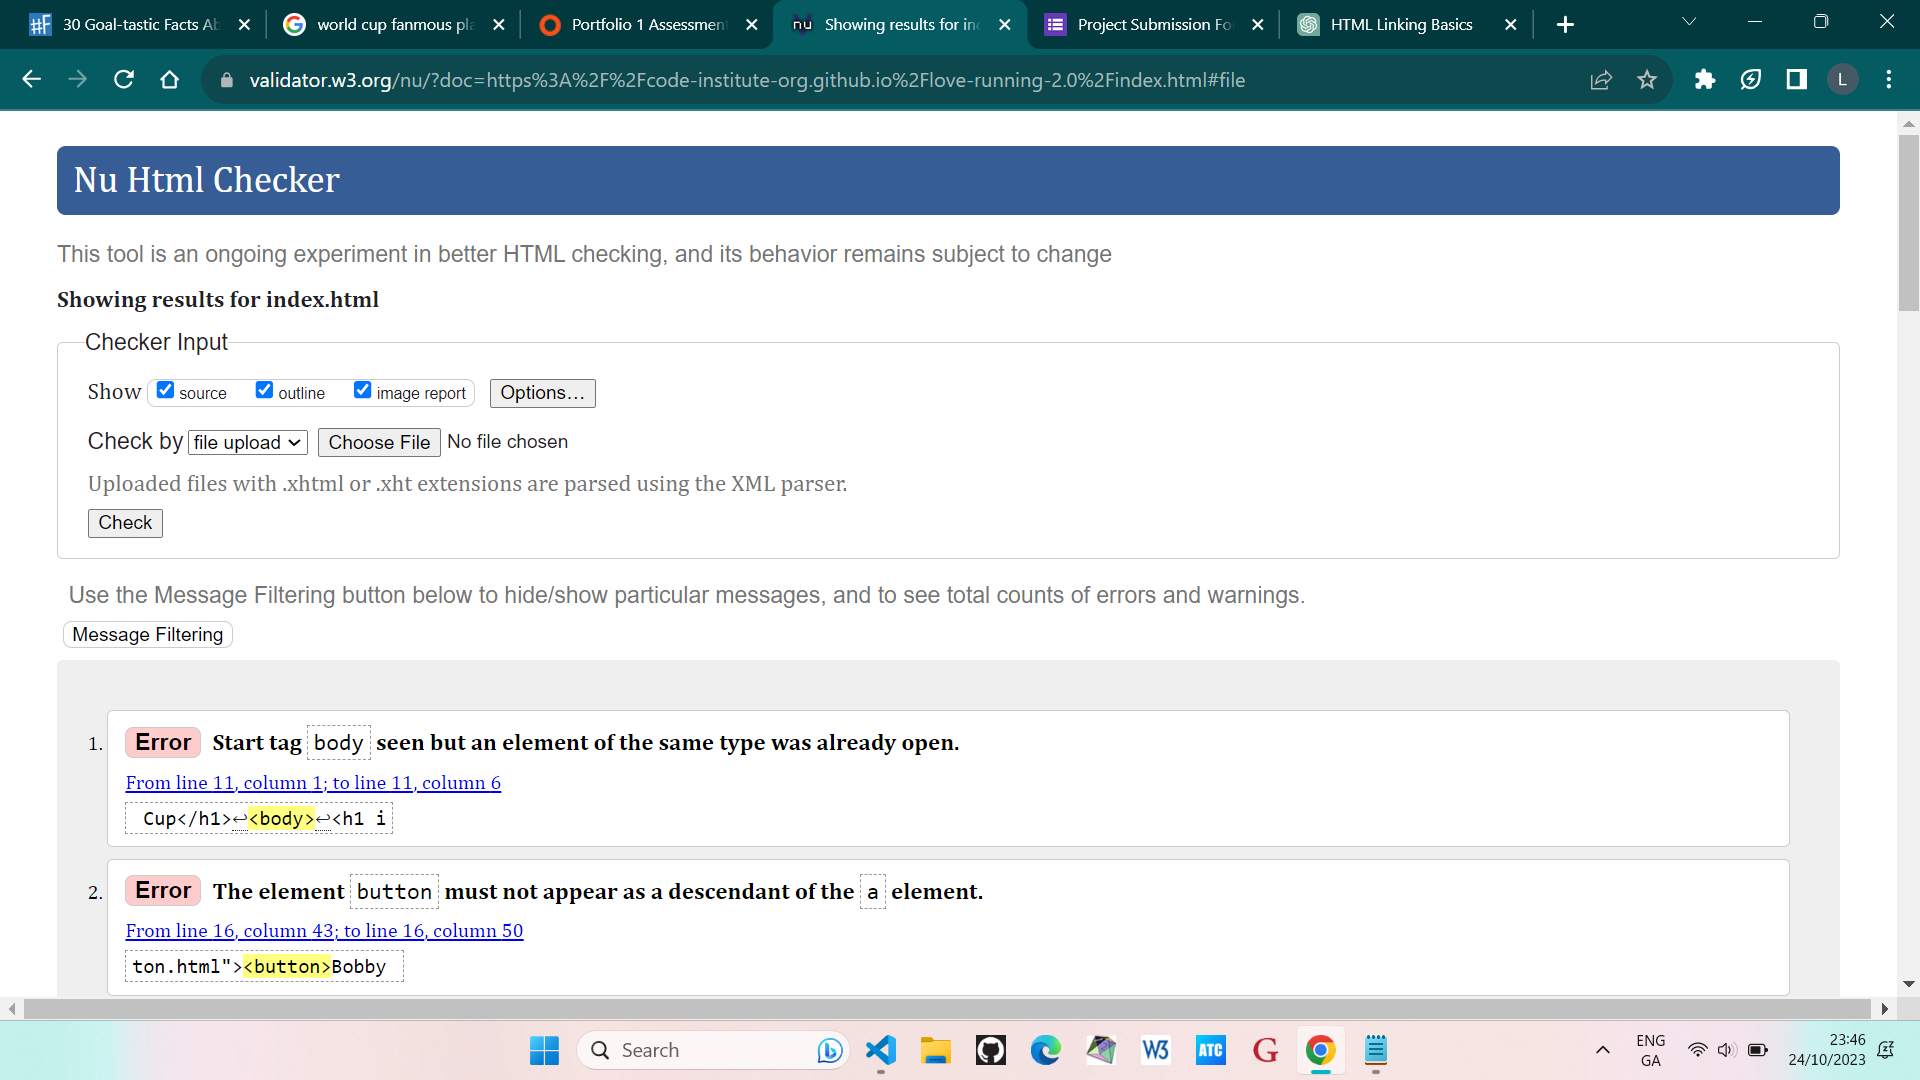 30 Goal-tastic Facts Ab
world cup fanmous pla
Portfolio 1 Assessment
Showing results for ind
Project Submission Fo
HTML Linking Basics
validator.w3.org/nu/?doc=https%3A%2F%2Fcode-institute-org.github.io%2Flove-running-2.0%2Findex.html#file
L
Nu Html Checker
This tool is an ongoing experiment in better HTML checking, and its behavior remains subject to change
Showing results for index.html
Checker Input
Show source outline image report Options...
Check by file upload Choose File No file chosen
Uploaded files with .xhtml or .xht extensions are parsed using the XML parser.
Check
Use the Message Filtering button below to hide/show particular messages, and to see total counts of errors and warnings.
Message Filtering
1. Error Start tag body seen but an element of the same type was already open.
From line 11, column 1; to line 11, column 6
Cup</h1>↩<body>↩<h1 i
2. Error The element button must not appear as a descendant of the a element.
From line 16, column 43; to line 16, column 50
ton.html"><button>Bobby
Search
W3
ATC
G
ENG
GA
23:46
24/10/2023